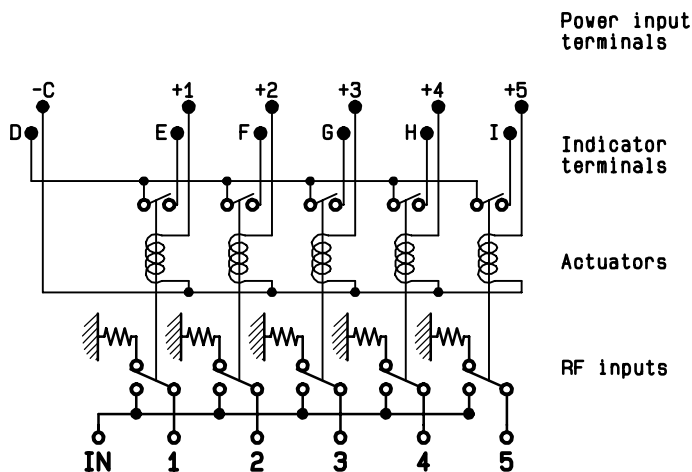 Power input
terminals
-C +1 +2 +3 +4 +5
D E F G H I
Indicator
terminals
Actuators
RF inputs
IN 1 2 3 4 5